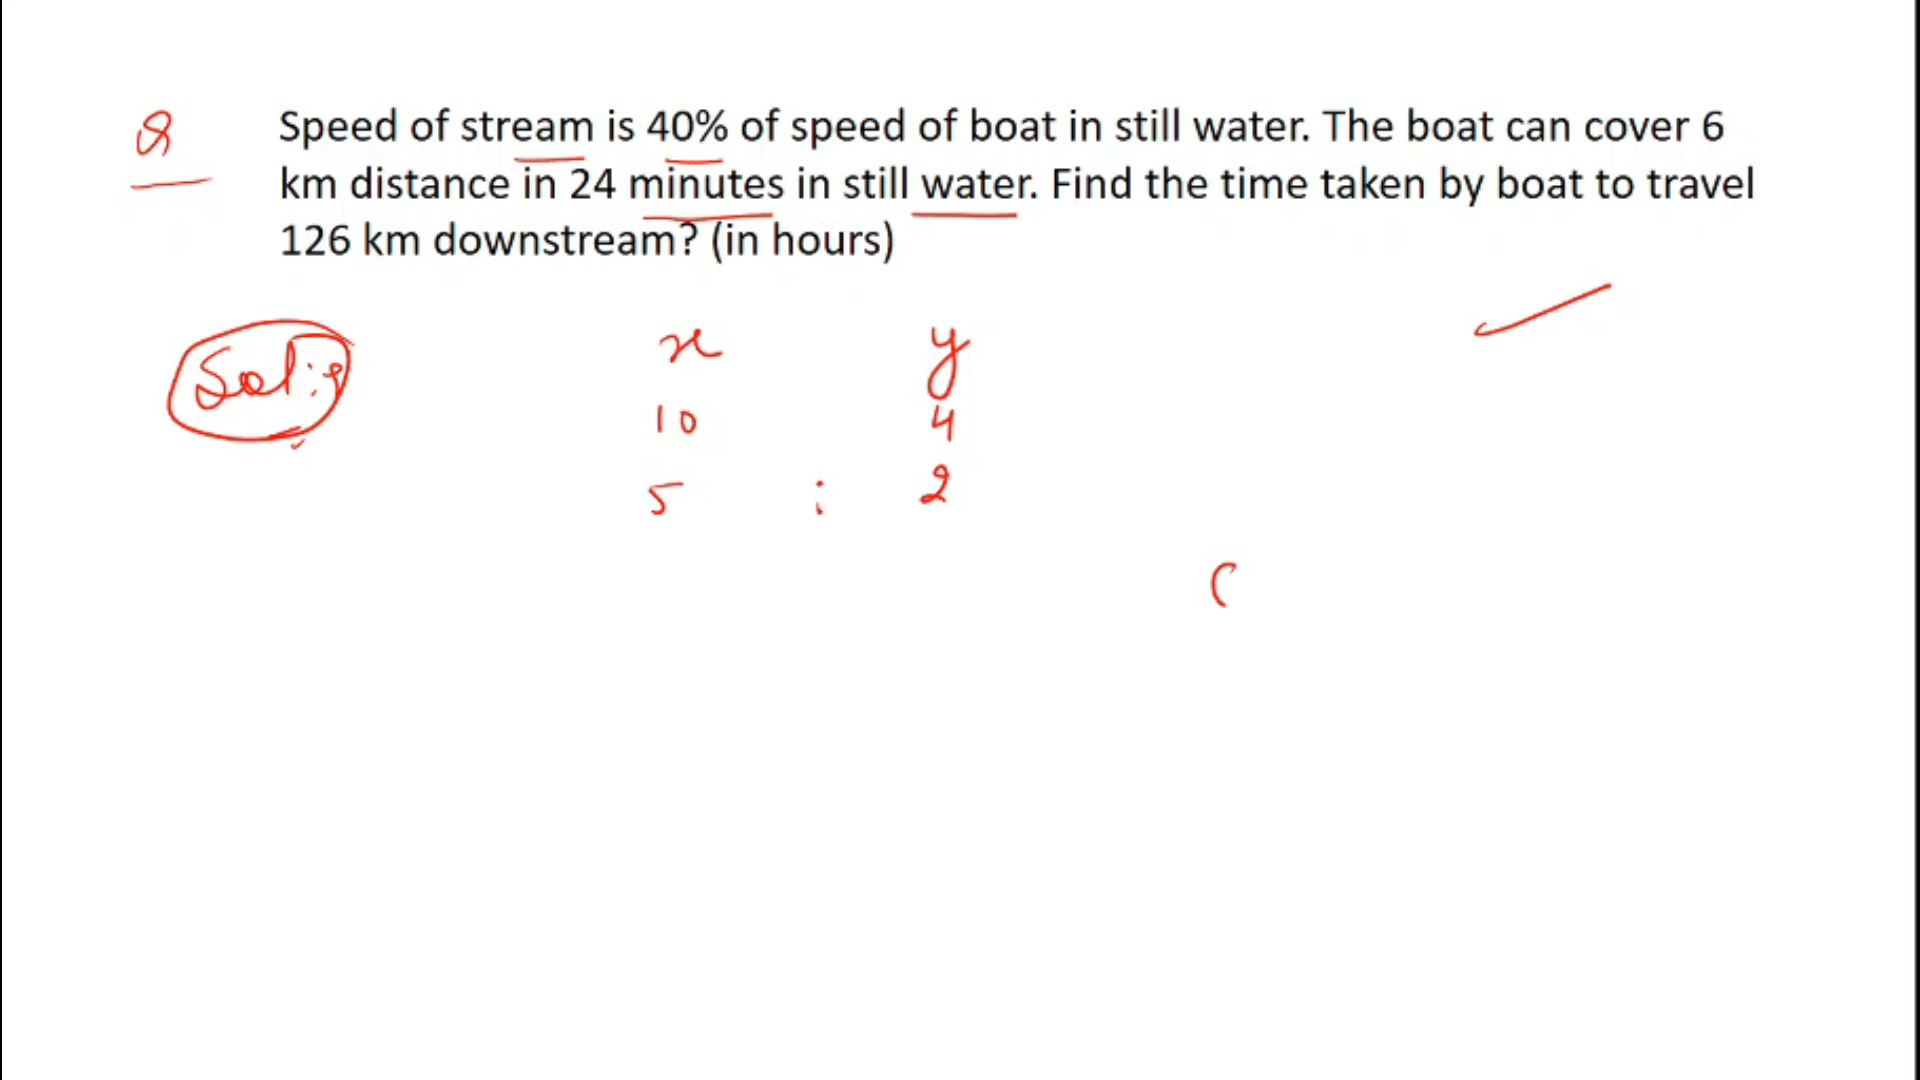 Q Speed of stream is 40% of speed of boat in still water. The boat can cover 6
km distance in 24 minutes in still water. Find the time taken by boat to travel
126 km downstream? (in hours)
x y
10 4
5 : 2
(